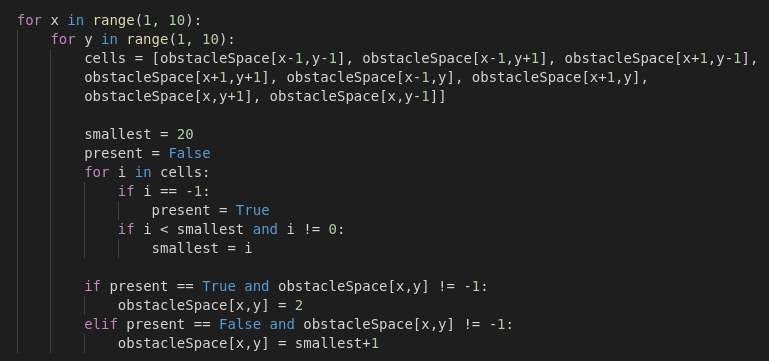 for x in range(1, 10):
    for y in range(1, 10):
        cells = [obstacleSpace[x-1,y-1], obstacleSpace[x-1,y+1], obstacleSpace[x+1,y-1],
        obstacleSpace[x+1,y+1], obstacleSpace[x-1,y], obstacleSpace[x+1,y],
        obstacleSpace[x,y+1], obstacleSpace[x,y-1]]

        smallest = 20
        present = False
        for i in cells:
            if i == -1:
                present = True
            if i < smallest and i != 0:
                smallest = i

        if present == True and obstacleSpace[x,y] != -1:
            obstacleSpace[x,y] = 2
        elif present == False and obstacleSpace[x,y] != -1:
            obstacleSpace[x,y] = smallest+1